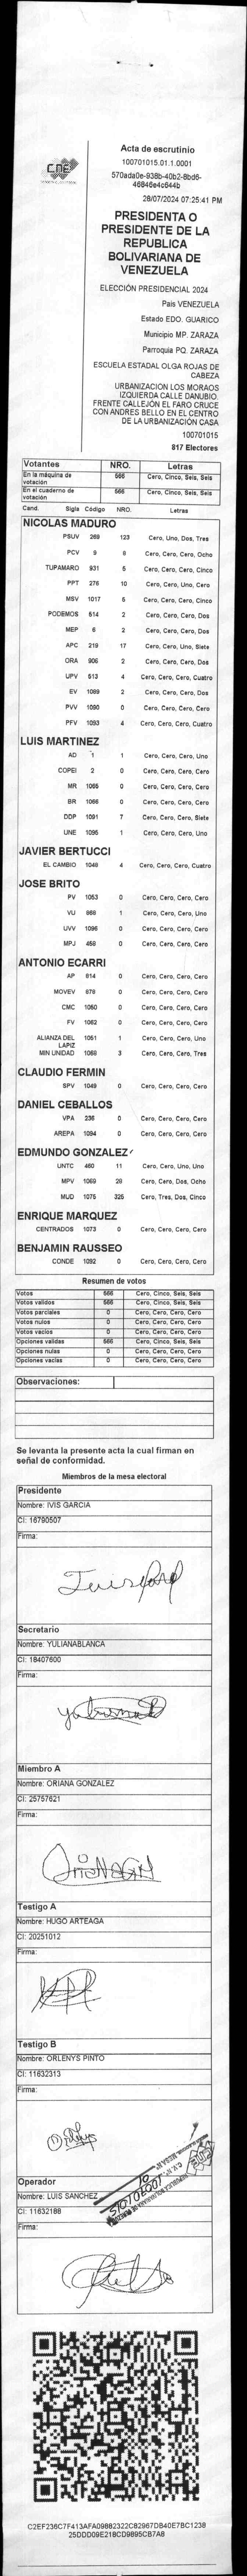 CNE
Acta de escrutinio
100701015.01.1.0001
570ada0e-938b-40b2-8bd6-
46846e4c644b
28/07/2024 07:25:41 PM
PRESIDENTA O
PRESIDENTE DE LA
REPUBLICA
BOLIVARIANA DE
VENEZUELA
ELECCIÓN PRESIDENCIAL 2024
Pais VENEZUELA
Estado EDO. GUARICO
Municipio MP. ZARAZA
Parroquia PQ. ZARAZA
ESCUELA ESTADAL OLGA ROJAS DE
CABEZA
URBANIZACION LOS MORAOS
IZQUIERDA CALLE DANUBIO.
FRENTE CALLEJÓN EL FARO CRUCE
CON ANDRES BELLO EN EL CENTRO
DE LA URBANIZACIÓN CASA
100701015
817 Electores
Votantes NRO. Letras
En la máquina de votación 566 Cero, Cinco, Seis, Seis
En el cuaderno de votación 566 Cero, Cinco, Seis, Seis
Cand. Sigla Código NRO. Letras
NICOLAS MADURO
PSUV 269 123 Cero, Uno, Dos, Tres
PCV 9 8 Cero, Cero, Cero, Ocho
TUPAMARO 931 5 Cero, Cero, Cero, Cinco
PPT 276 10 Cero, Cero, Uno, Cero
MSV 1017 5 Cero, Cero, Cero, Cinco
PODEMOS 514 2 Cero, Cero, Cero, Dos
MEP 6 2 Cero, Cero, Cero, Dos
APC 219 17 Cero, Cero, Uno, Siete
ORA 906 2 Cero, Cero, Cero, Dos
UPV 513 4 Cero, Cero, Cero, Cuatro
EV 1089 2 Cero, Cero, Cero, Dos
PVV 1090 0 Cero, Cero, Cero, Cero
PFV 1093 4 Cero, Cero, Cero, Cuatro
LUIS MARTINEZ
AD 1 1 Cero, Cero, Cero, Uno
COPEI 2 0 Cero, Cero, Cero, Cero
MR 1065 0 Cero, Cero, Cero, Cero
BR 1066 0 Cero, Cero, Cero, Cero
DDP 1091 7 Cero, Cero, Cero, Siete
UNE 1095 1 Cero, Cero, Cero, Uno
JAVIER BERTUCCI
EL CAMBIO 1048 4 Cero, Cero, Cero, Cuatro
JOSE BRITO
PV 1053 0 Cero, Cero, Cero, Cero
VU 868 1 Cero, Cero, Cero, Uno
UVV 1096 0 Cero, Cero, Cero, Cero
MPJ 458 0 Cero, Cero, Cero, Cero
ANTONIO ECARRI
AP 814 0 Cero, Cero, Cero, Cero
MOVEV 878 0 Cero, Cero, Cero, Cero
CMC 1050 0 Cero, Cero, Cero, Cero
FV 1062 0 Cero, Cero, Cero, Cero
ALIANZA DEL LAPIZ 1051 1 Cero, Cero, Cero, Uno
MIN UNIDAD 1068 3 Cero, Cero, Cero, Tres
CLAUDIO FERMIN
SPV 1049 0 Cero, Cero, Cero, Cero
DANIEL CEBALLOS
VPA 236 0 Cero, Cero, Cero, Cero
AREPA 1094 0 Cero, Cero, Cero, Cero
EDMUNDO GONZALEZ
UNTC 460 11 Cero, Cero, Uno, Uno
MPV 1069 28 Cero, Cero, Dos, Ocho
MUD 1075 325 Cero, Tres, Dos, Cinco
ENRIQUE MARQUEZ
CENTRADOS 1073 0 Cero, Cero, Cero, Cero
BENJAMIN RAUSSEO
CONDE 1092 0 Cero, Cero, Cero, Cero
Resumen de votos
Votos 566 Cero, Cinco, Seis, Seis
Votos validos 566 Cero, Cinco, Seis, Seis
Votos parciales 0 Cero, Cero, Cero, Cero
Votos nulos 0 Cero, Cero, Cero, Cero
Votos vacíos 0 Cero, Cero, Cero, Cero
Opciones validas 566 Cero, Cinco, Seis, Seis
Opciones nulas 0 Cero, Cero, Cero, Cero
Opciones vacias 0 Cero, Cero, Cero, Cero
Observaciones:
Se levanta la presente acta la cual firman en
señal de conformidad.
Miembros de la mesa electoral
Presidente
Nombre: IVIS GARCIA
CI: 16790507
Firma:
Secretario
Nombre: YULIANABLANCA
CI: 18407600
Firma:
Miembro A
Nombre: ORIANA GONZALEZ
CI: 25757621
Firma:
Testigo A
Nombre: HUGO ARTEAGA
CI: 20251012
Firma:
Testigo B
Nombre: ORLENYS PINTO
CI: 11632313
Firma:
Orlenys
Operador
Nombre: LUIS SANCHEZ
CI: 11632188
Firma:
100701015
C2EF236C7F413AFA09882322C82967DB40E7BC1238
25DDD09E218CD9895CB7A8